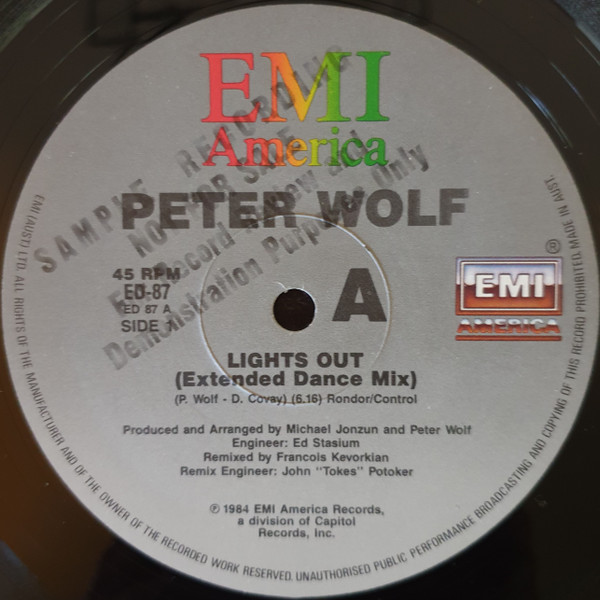 EMI
America
SAMPLE RECORDING
NOT FOR SALE
For Record Review and
Demonstration Purposes Only
PETER WOLF
45 RPM
ED-87
ED 87 A
SIDE 1
A
®
EMI
AMERICA
LIGHTS OUT
(Extended Dance Mix)
(P. Wolf - D. Covay) (6.16) Rondor/Control
Produced and Arranged by Michael Jonzun and Peter Wolf
Engineer: Ed Stasium
Remixed by Francois Kevorkian
Remix Engineer: John "Tokes" Potoker
℗ 1984 EMI America Records,
a division of Capitol
Records, Inc.
EMI (AUST.) LTD. ALL RIGHTS OF THE MANUFACTURER AND OF THE OWNER OF THE RECORDED WORK RESERVED. UNAUTHORISED PUBLIC PERFORMANCE BROADCASTING AND COPYING OF THIS RECORD PROHIBITED. MADE IN AUST.